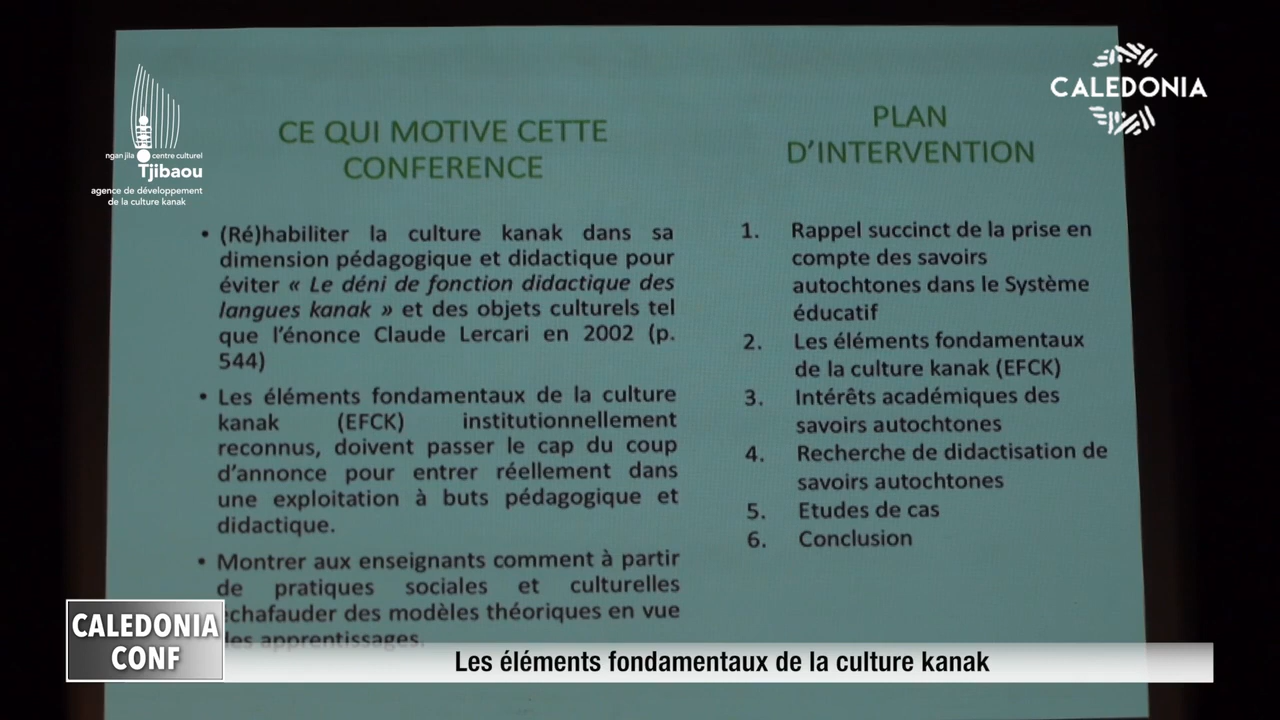 ngan jila centre culturel
Tjibaou
agence de développement
de la culture kanak
CALEDONIA
CE QUI MOTIVE CETTE
CONFERENCE
• (Ré)habiliter la culture kanak dans sa
dimension pédagogique et didactique pour
éviter « Le déni de fonction didactique des
langues kanak » et des objets culturels tel
que l'énonce Claude Lercari en 2002 (p.
544)
• Les éléments fondamentaux de la culture
kanak (EFCK) institutionnellement
reconnus, doivent passer le cap du coup
d'annonce pour entrer réellement dans
une exploitation à buts pédagogique et
didactique.
• Montrer aux enseignants comment à partir
de pratiques sociales et culturelles
échafauder des modèles théoriques en vue
des apprentissages.
PLAN
D'INTERVENTION
1. Rappel succinct de la prise en
compte des savoirs
autochtones dans le Système
éducatif
2. Les éléments fondamentaux
de la culture kanak (EFCK)
3. Intérêts académiques des
savoirs autochtones
4. Recherche de didactisation de
savoirs autochtones
5. Etudes de cas
6. Conclusion
CALEDONIA
CONF
Les éléments fondamentaux de la culture kanak